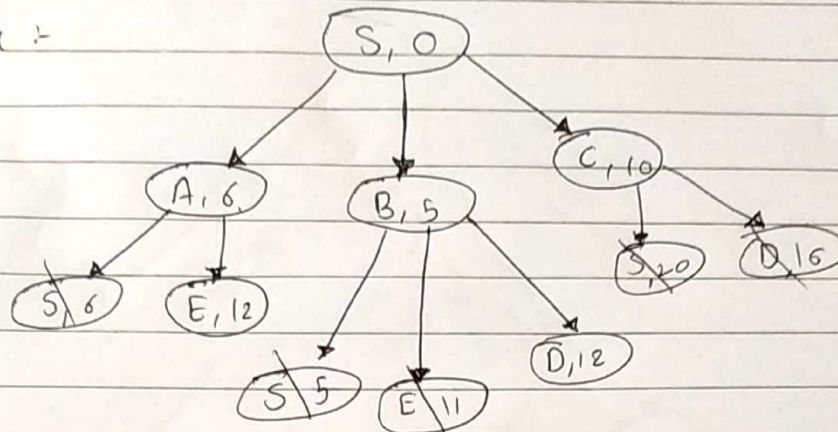 S, 0
A, 6
B, 5
C, 10
S, 6
E, 12
S, 20
D, 16
S 5
E 11
D, 12